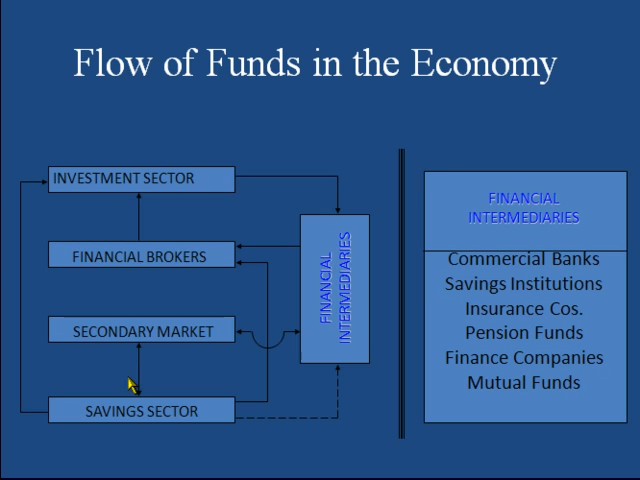 Flow of Funds in the Economy
INVESTMENT SECTOR
FINANCIAL BROKERS
SECONDARY MARKET
SAVINGS SECTOR
FINANCIAL
INTERMEDIARIES
FINANCIAL
INTERMEDIARIES
Commercial Banks
Savings Institutions
Insurance Cos.
Pension Funds
Finance Companies
Mutual Funds